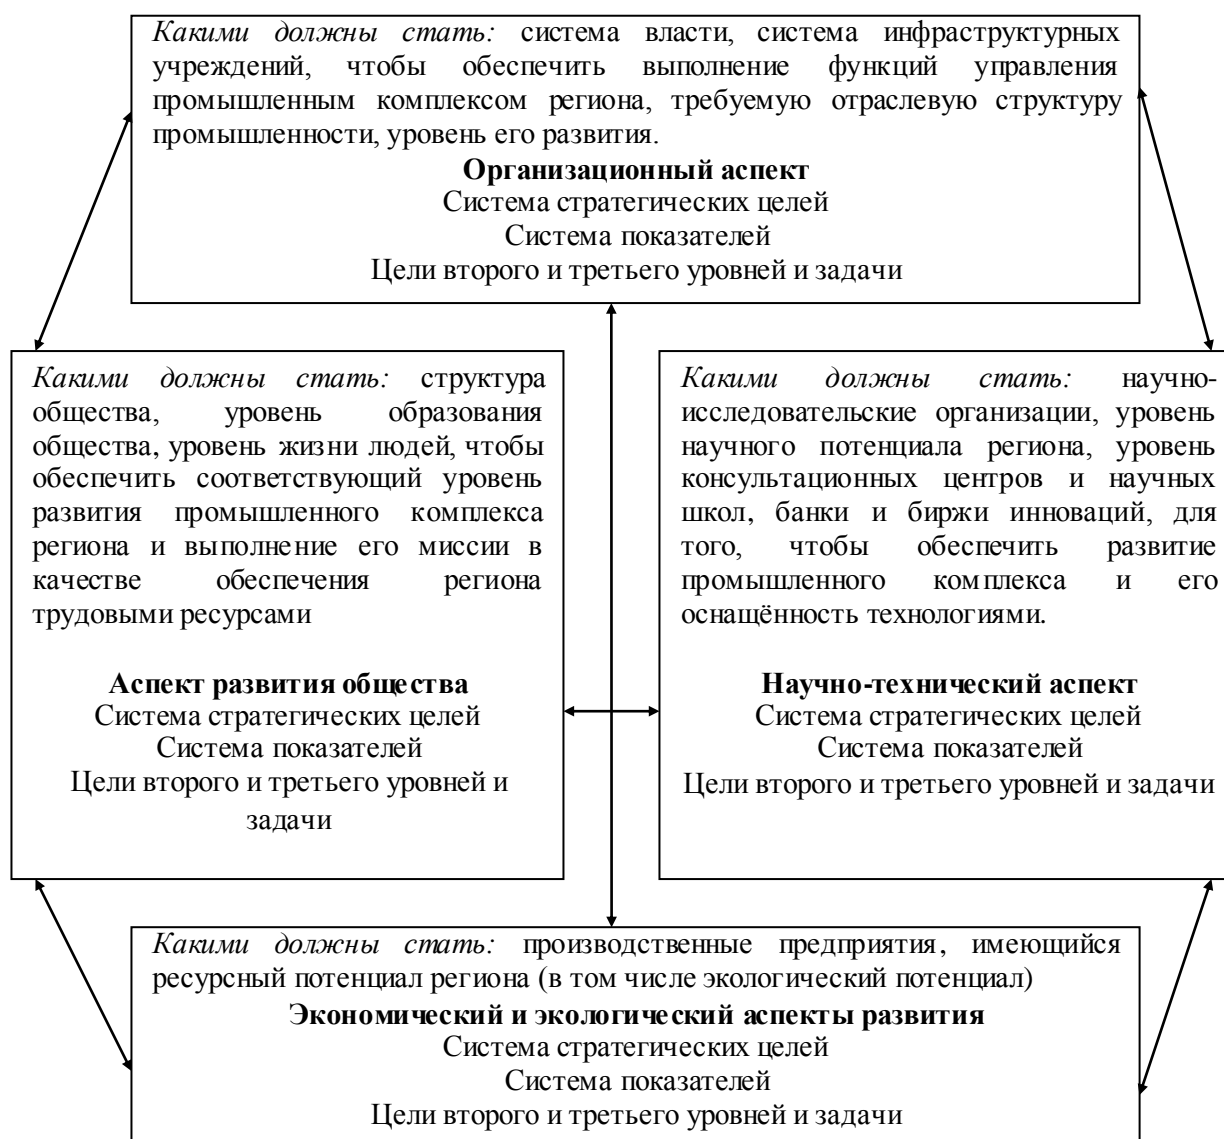 Какими должны стать: система власти, система инфраструктурных
учреждений, чтобы обеспечить выполнение функций управления
промышленным комплексом региона, требуемую отраслевую структуру
промышленности, уровень его развития.
Организационный аспект
Система стратегических целей
Система показателей
Цели второго и третьего уровней и задачи
Какими должны стать: структура
общества, уровень образования
общества, уровень жизни людей, чтобы
обеспечить соответствующий уровень
развития промышленного комплекса
региона и выполнение его миссии в
качестве обеспечения региона
трудовыми ресурсами
Аспект развития общества
Система стратегических целей
Система показателей
Цели второго и третьего уровней и
задачи
Какими должны стать: научно-
исследовательские организации, уровень
научного потенциала региона, уровень
консультационных центров и научных
школ, банки и биржи инноваций, для
того, чтобы обеспечить развитие
промышленного комплекса и его
оснащённость технологиями.
Научно-технический аспект
Система стратегических целей
Система показателей
Цели второго и третьего уровней и задачи
Какими должны стать: производственные предприятия, имеющийся
ресурсный потенциал региона (в том числе экологический потенциал)
Экономический и экологический аспекты развития
Система стратегических целей
Система показателей
Цели второго и третьего уровней и задачи